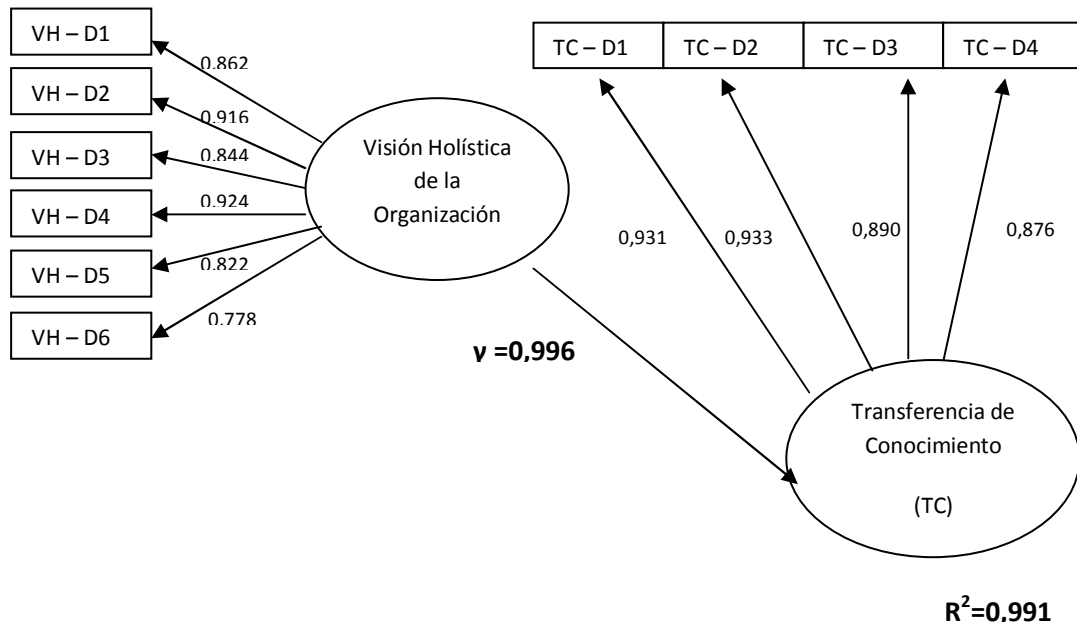 VH – D1
VH – D2
VH – D3
VH – D4
VH – D5
VH – D6
0.862
0.916
0.844
0.924
0.822
0.778
Visión Holística
de la
Organización
TC – D1
TC – D2
TC – D3
TC – D4
0,931
0,933
0,890
0,876
γ =0,996
Transferencia de
Conocimiento
(TC)
R²=0,991